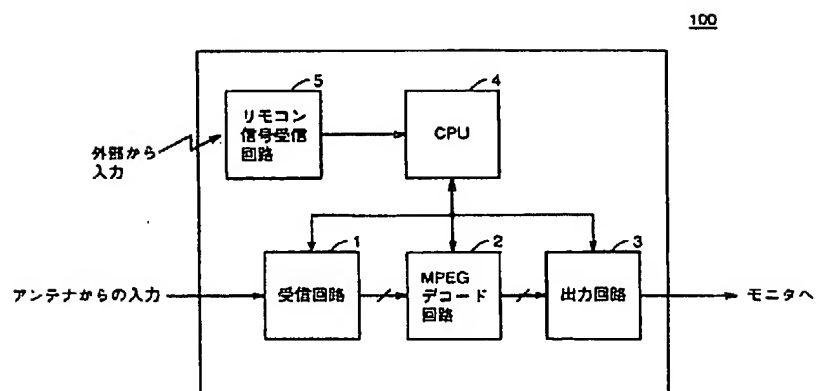 100
5
4
リモコン
信号受信
回路
CPU
外部から
入力
1
2
3
アンテナからの入力
受信回路
MPEG
デコード
回路
出力回路
モニタへ